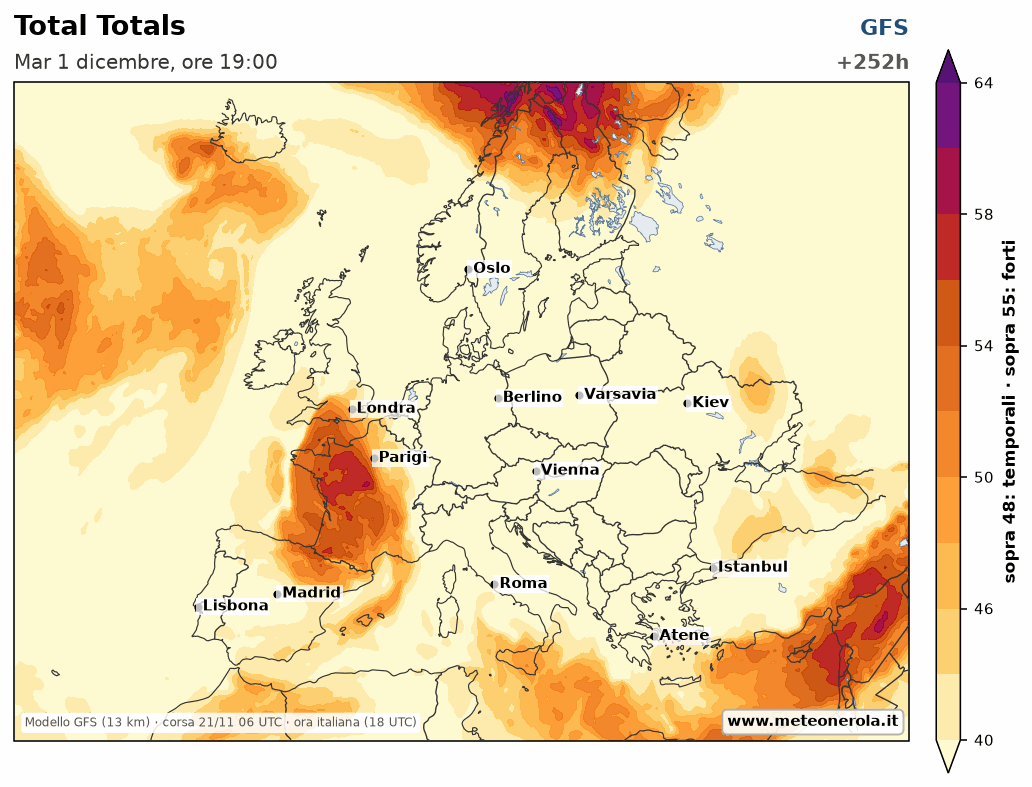 Total Totals
GFS
Mar 1 dicembre, ore 19:00
+252h
64
58
54
50
46
40
sopra 48: temporali · sopra 55: forti
Oslo
Londra
Berlino
Varsavia
Kiev
Parigi
Vienna
Istanbul
Madrid
Roma
Lisbona
Atene
Modello GFS (13 km) · corsa 21/11 06 UTC · ora italiana (18 UTC)
www.meteonerola.it